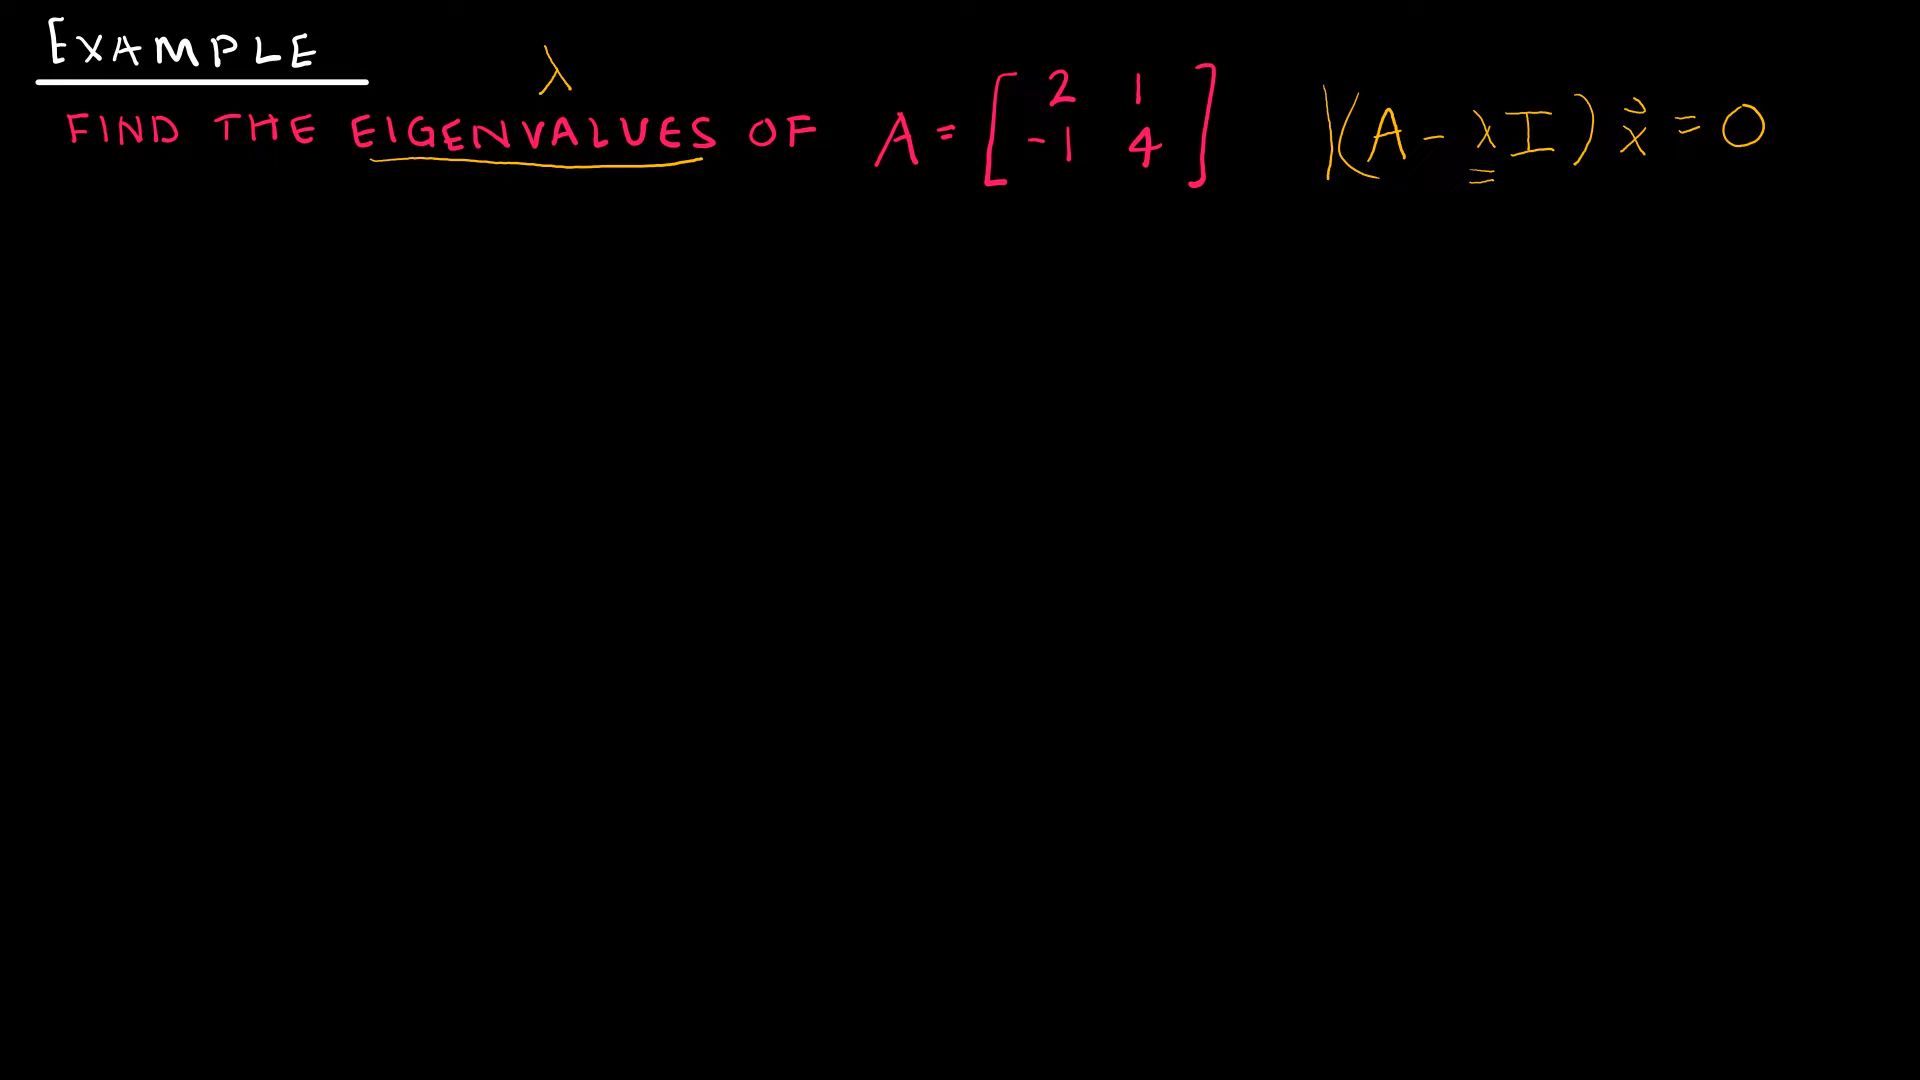 EXAMPLE
λ
FIND THE EIGENVALUES OF A = [ 2 1 -1 4 ] |(A - λI) x⃗ = 0